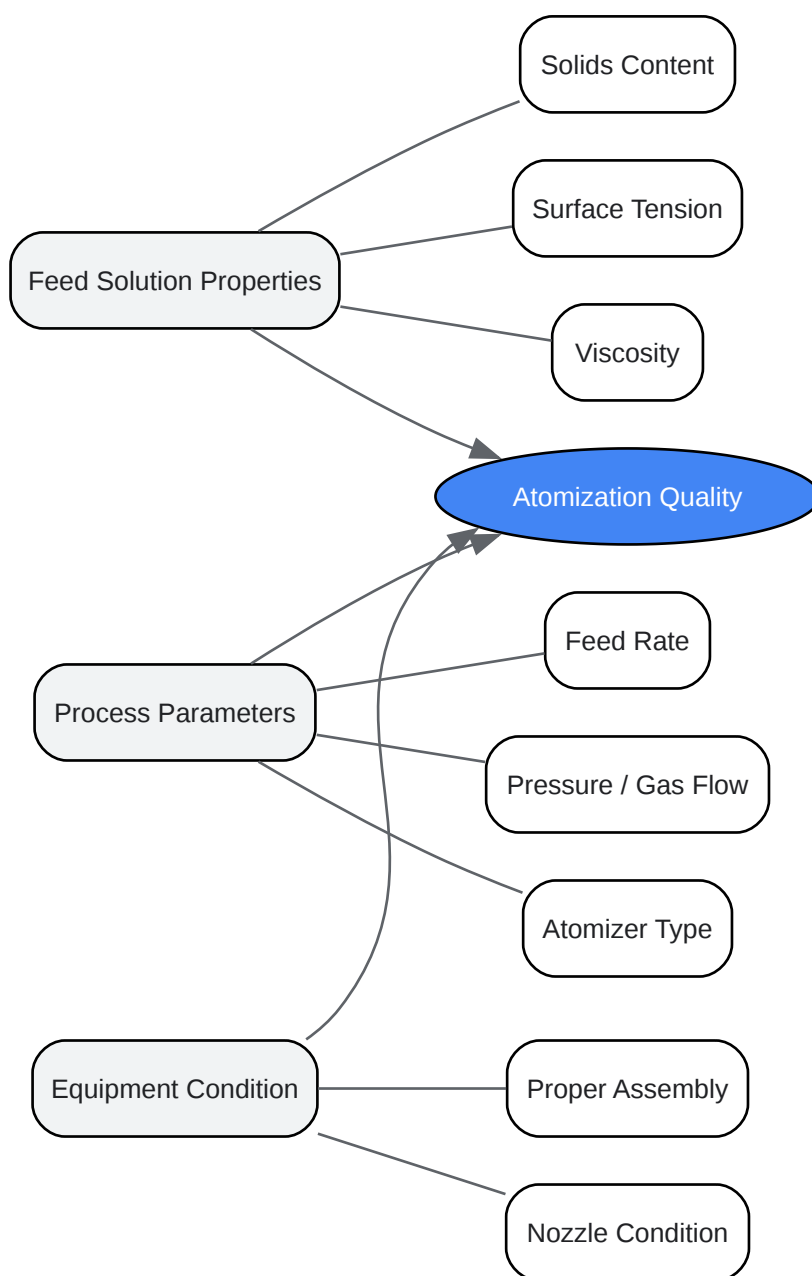 Solids Content
Surface Tension
Feed Solution Properties
Viscosity
Atomization Quality
Feed Rate
Process Parameters
Pressure / Gas Flow
Atomizer Type
Equipment Condition
Proper Assembly
Nozzle Condition